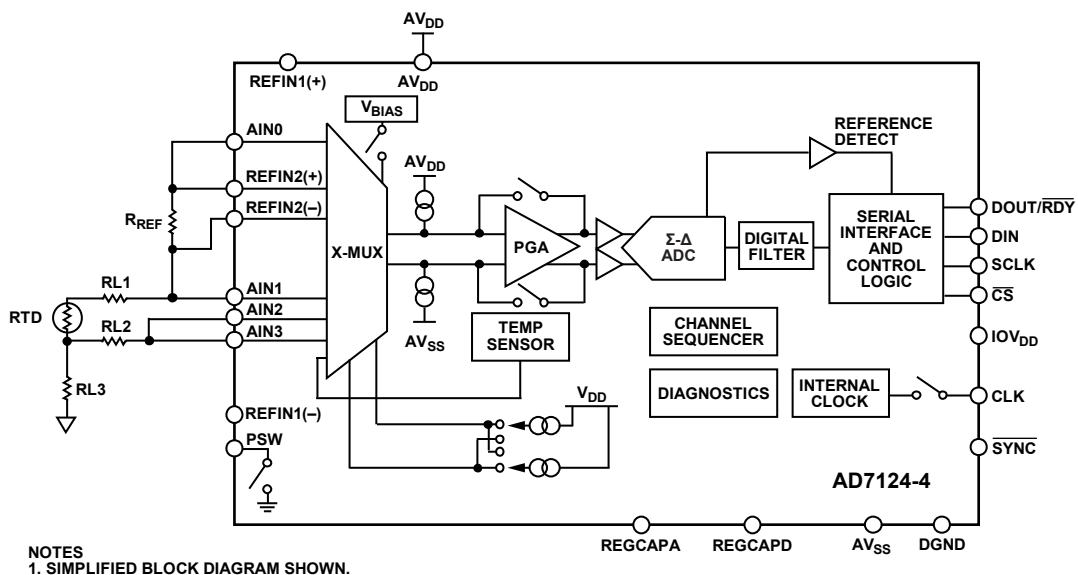 AVDD
REFIN1(+)
AVDD
VBIAS
AIN0
REFIN2(+)
REFIN2(–)
RREF
X-MUX
AVDD
PGA
Σ-Δ
ADC
DIGITAL
FILTER
REFERENCE
DETECT
SERIAL
INTERFACE
AND
CONTROL
LOGIC
DOUT/RDY
DIN
SCLK
CS
RL1
AIN1
AIN2
RTD
RL2
AIN3
AVSS
TEMP
SENSOR
CHANNEL
SEQUENCER
IOVDD
RL3
VDD
DIAGNOSTICS
INTERNAL
CLOCK
CLK
REFIN1(–)
PSW
SYNC
AD7124-4
REGCAPA
REGCAPD
AVSS
DGND
NOTES
1. SIMPLIFIED BLOCK DIAGRAM SHOWN.